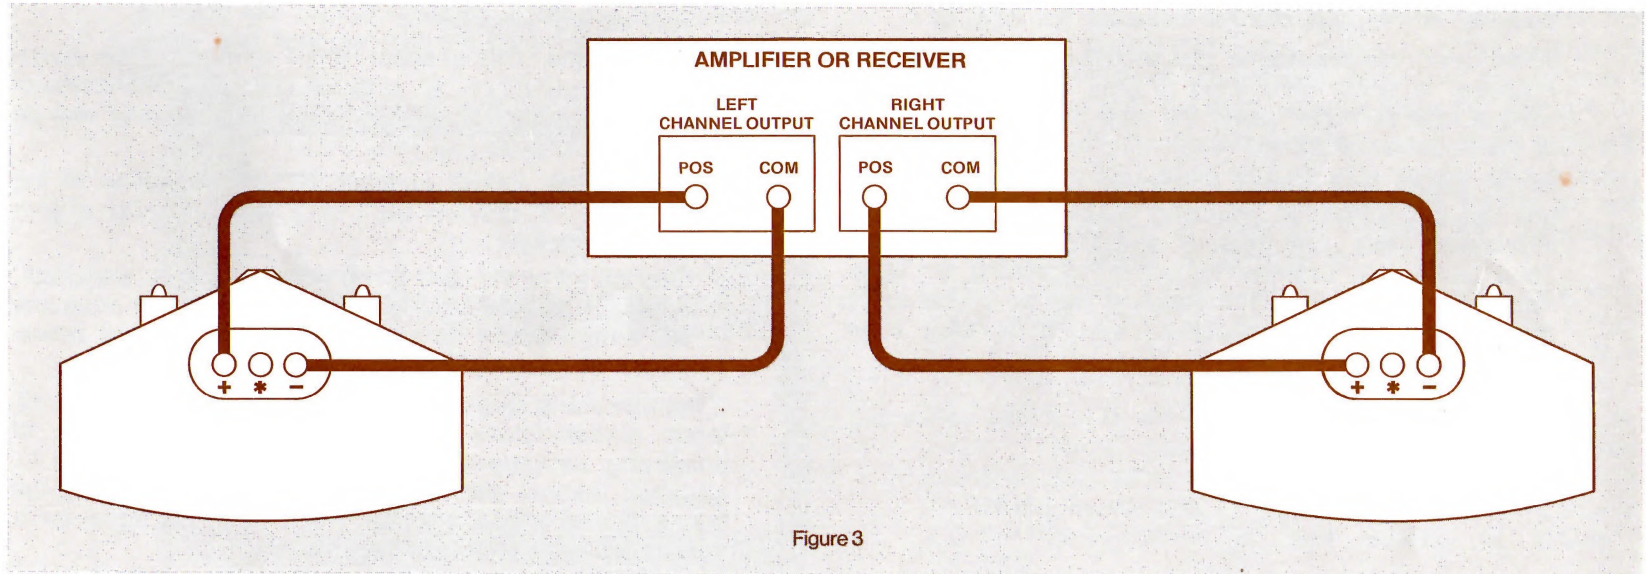 AMPLIFIER OR RECEIVER
LEFT
CHANNEL OUTPUT
RIGHT
CHANNEL OUTPUT
POS COM
POS COM
+ * -
+ * -
Figure 3